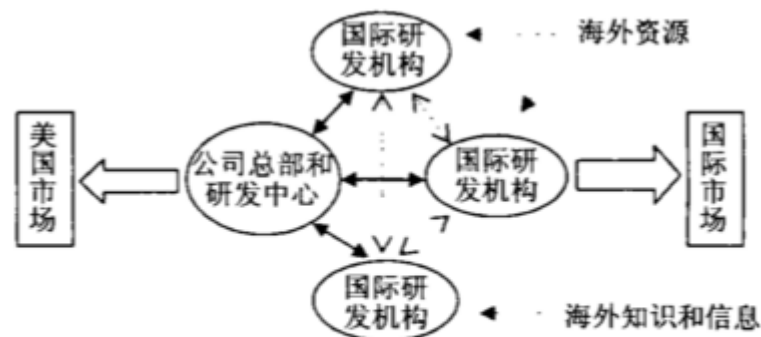 国际研
发机构
海外资源
美国市场
公司总部和
研发中心
国际研
发机构
国际市场
国际研
发机构
海外知识和信息